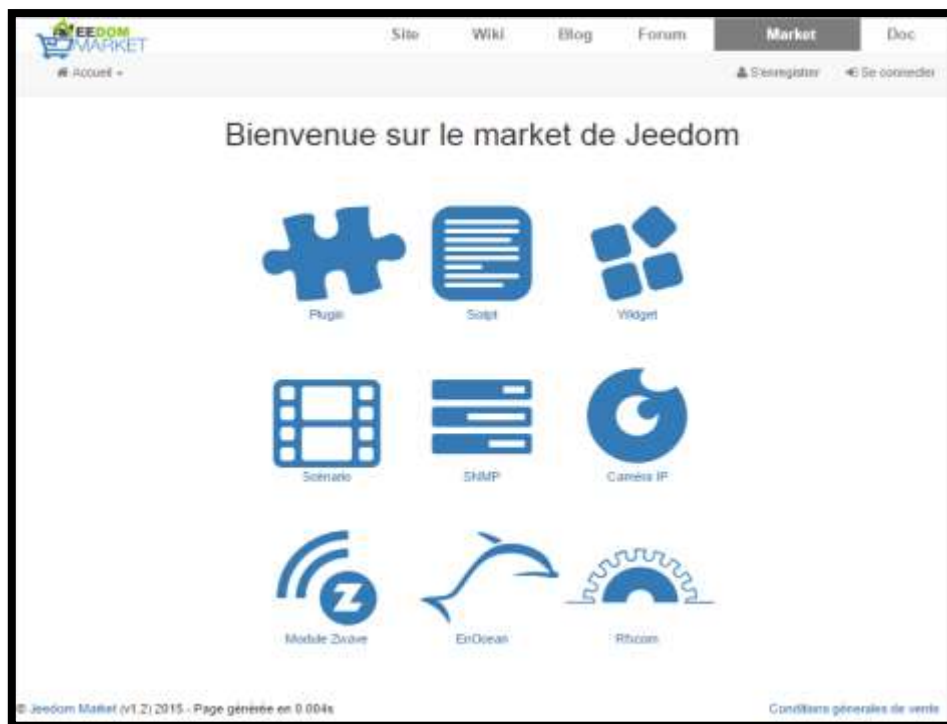 JEEDOM
MARKET
Site Wiki Blog Forum Market Doc
Accueil
S'enregistrer Se connecter
Bienvenue sur le market de Jeedom
Plugin Script Widget
Scénario SNMP Caméra IP
Module Zwave EnOcean Rfxcom
© Jeedom Market (v1.2) 2015 - Page générée en 0.004s Conditions générales de vente